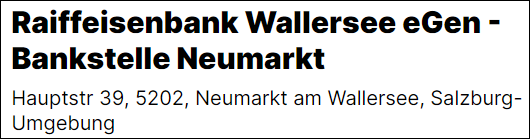 Raiffeisenbank Wallersee eGen -
Bankstelle Neumarkt
Hauptstr 39, 5202, Neumarkt am Wallersee, Salzburg-
Umgebung